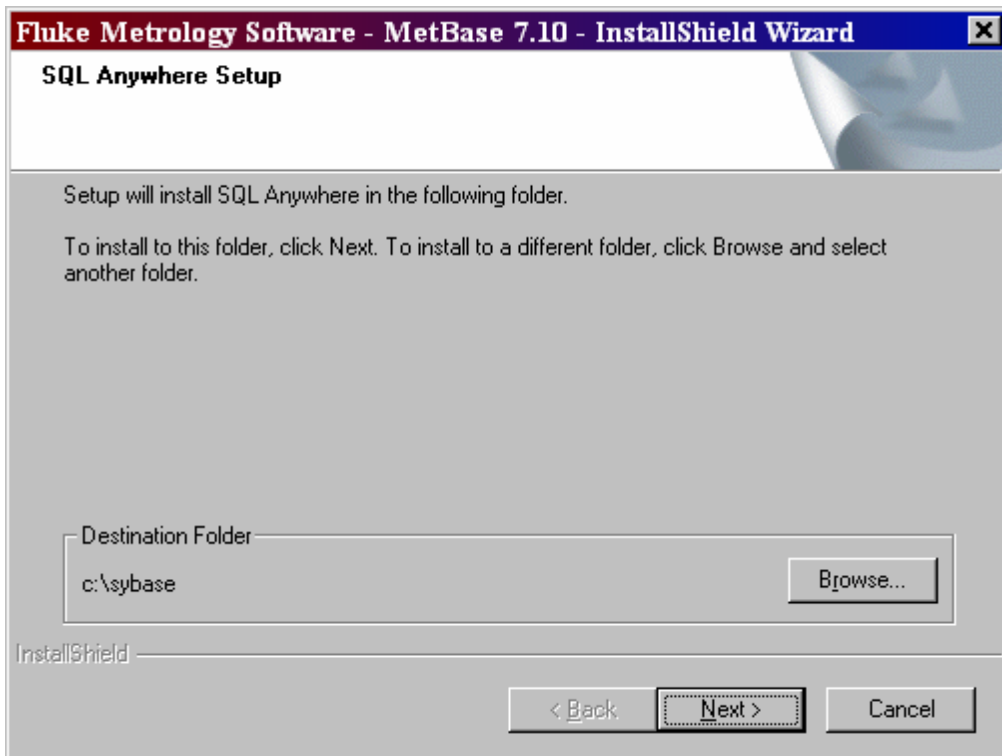 Fluke Metrology Software - MetBase 7.10 - InstallShield Wizard
SQL Anywhere Setup
Setup will install SQL Anywhere in the following folder.
To install to this folder, click Next. To install to a different folder, click Browse and select
another folder.
Destination Folder
c:\sybase
Browse...
InstallShield
< Back
Next >
Cancel